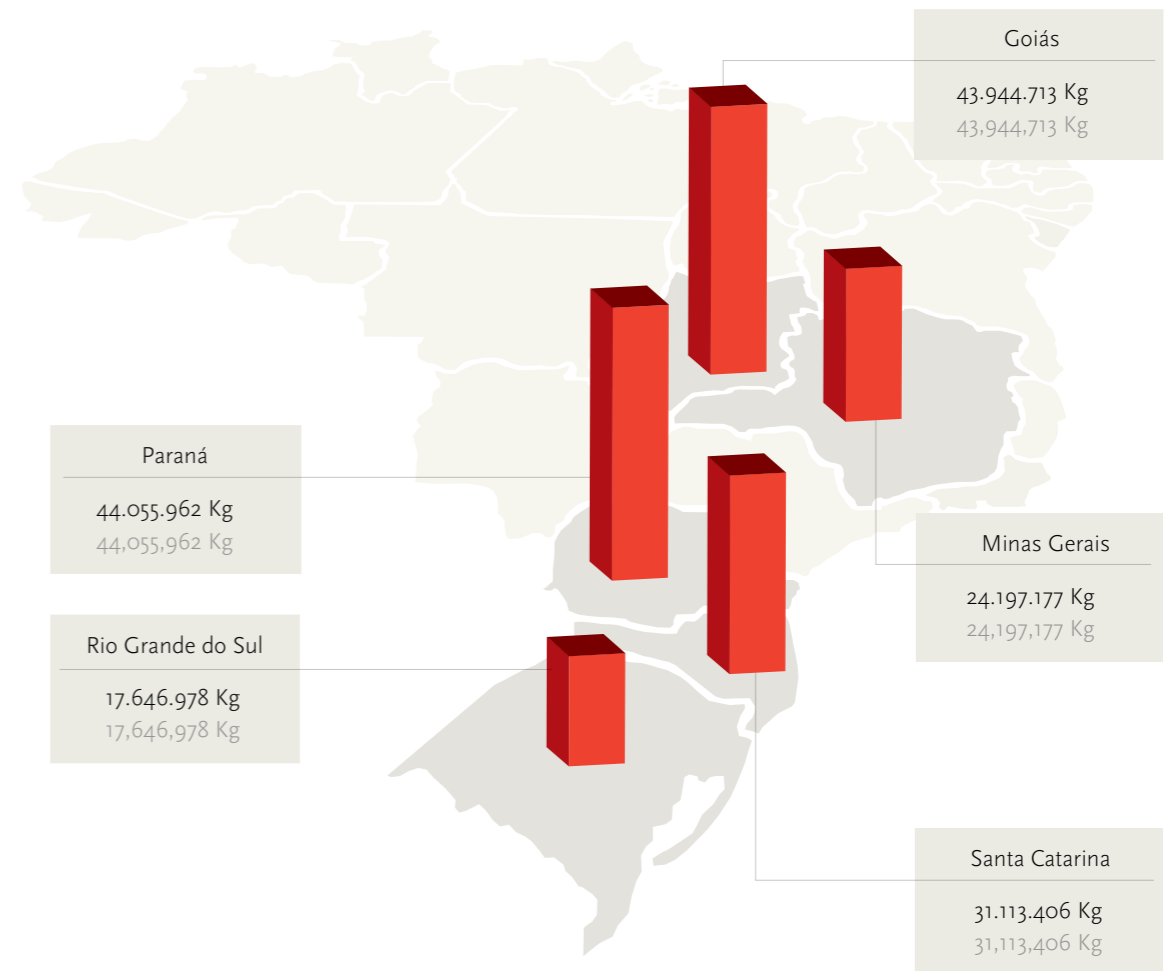 Goiás
43.944.713 Kg
43,944,713 Kg
Paraná
44.055.962 Kg
44,055,962 Kg
Minas Gerais
24.197.177 Kg
24,197,177 Kg
Rio Grande do Sul
17.646.978 Kg
17,646,978 Kg
Santa Catarina
31.113.406 Kg
31,113,406 Kg